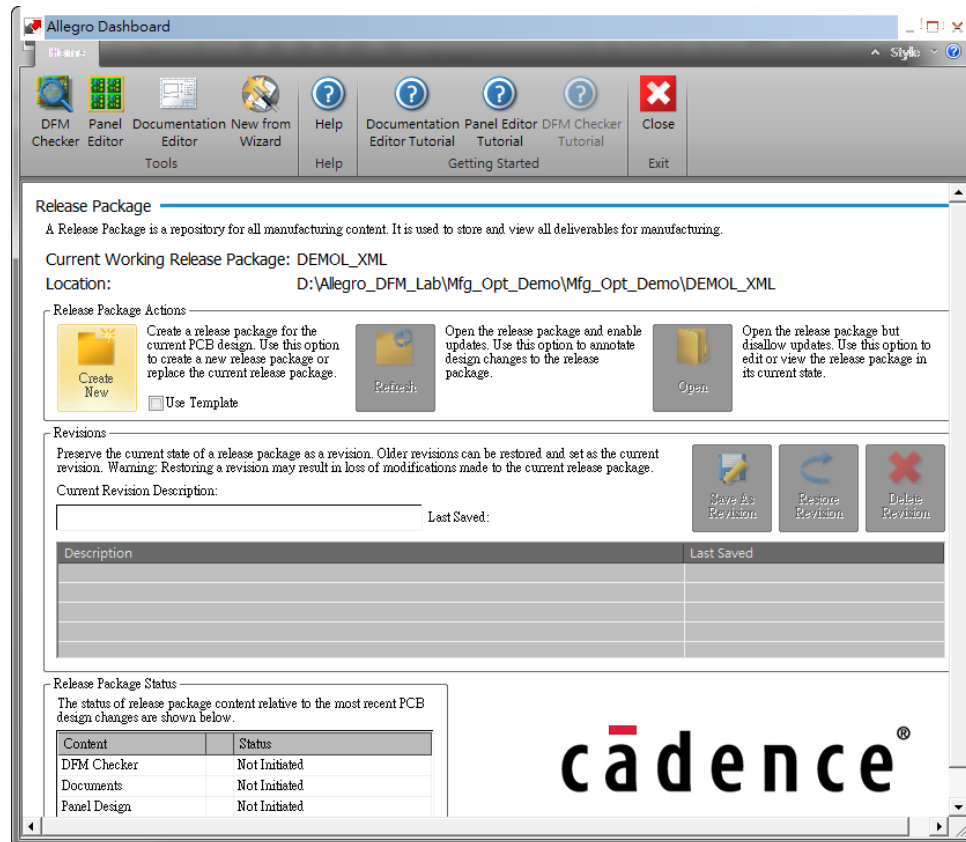 Allegro Dashboard
Home
Style
DFM Checker
Panel Editor
Documentation Editor
New from Wizard
Help
Documentation Editor Tutorial
Panel Editor Tutorial
DFM Checker Tutorial
Close
Tools
Help
Getting Started
Exit
Release Package
A Release Package is a repository for all manufacturing content. It is used to store and view all deliverables for manufacturing.
Current Working Release Package: DEMOL_XML
Location: D:\Allegro_DFM_Lab\Mfg_Opt_Demo\Mfg_Opt_Demo\DEMOL_XML
Release Package Actions
Create New
Create a release package for the
current PCB design. Use this option
to create a new release package or
replace the current release package.
Use Template
Refresh
Open the release package and enable
updates. Use this option to annotate
design changes to the release
package.
Open
Open the release package but
disallow updates. Use this option to
edit or view the release package in
its current state.
Revisions
Preserve the current state of a release package as a revision. Older revisions can be restored and set as the current
revision. Warning: Restoring a revision may result in loss of modifications made to the current release package.
Current Revision Description:
Last Saved:
Save As Revision
Restore Revision
Delete Revision
Description Last Saved
Release Package Status
The status of release package content relative to the most recent PCB
design changes are shown below.
Content Status
DFM Checker Not Initiated
Documents Not Initiated
Panel Design Not Initiated
cādence®